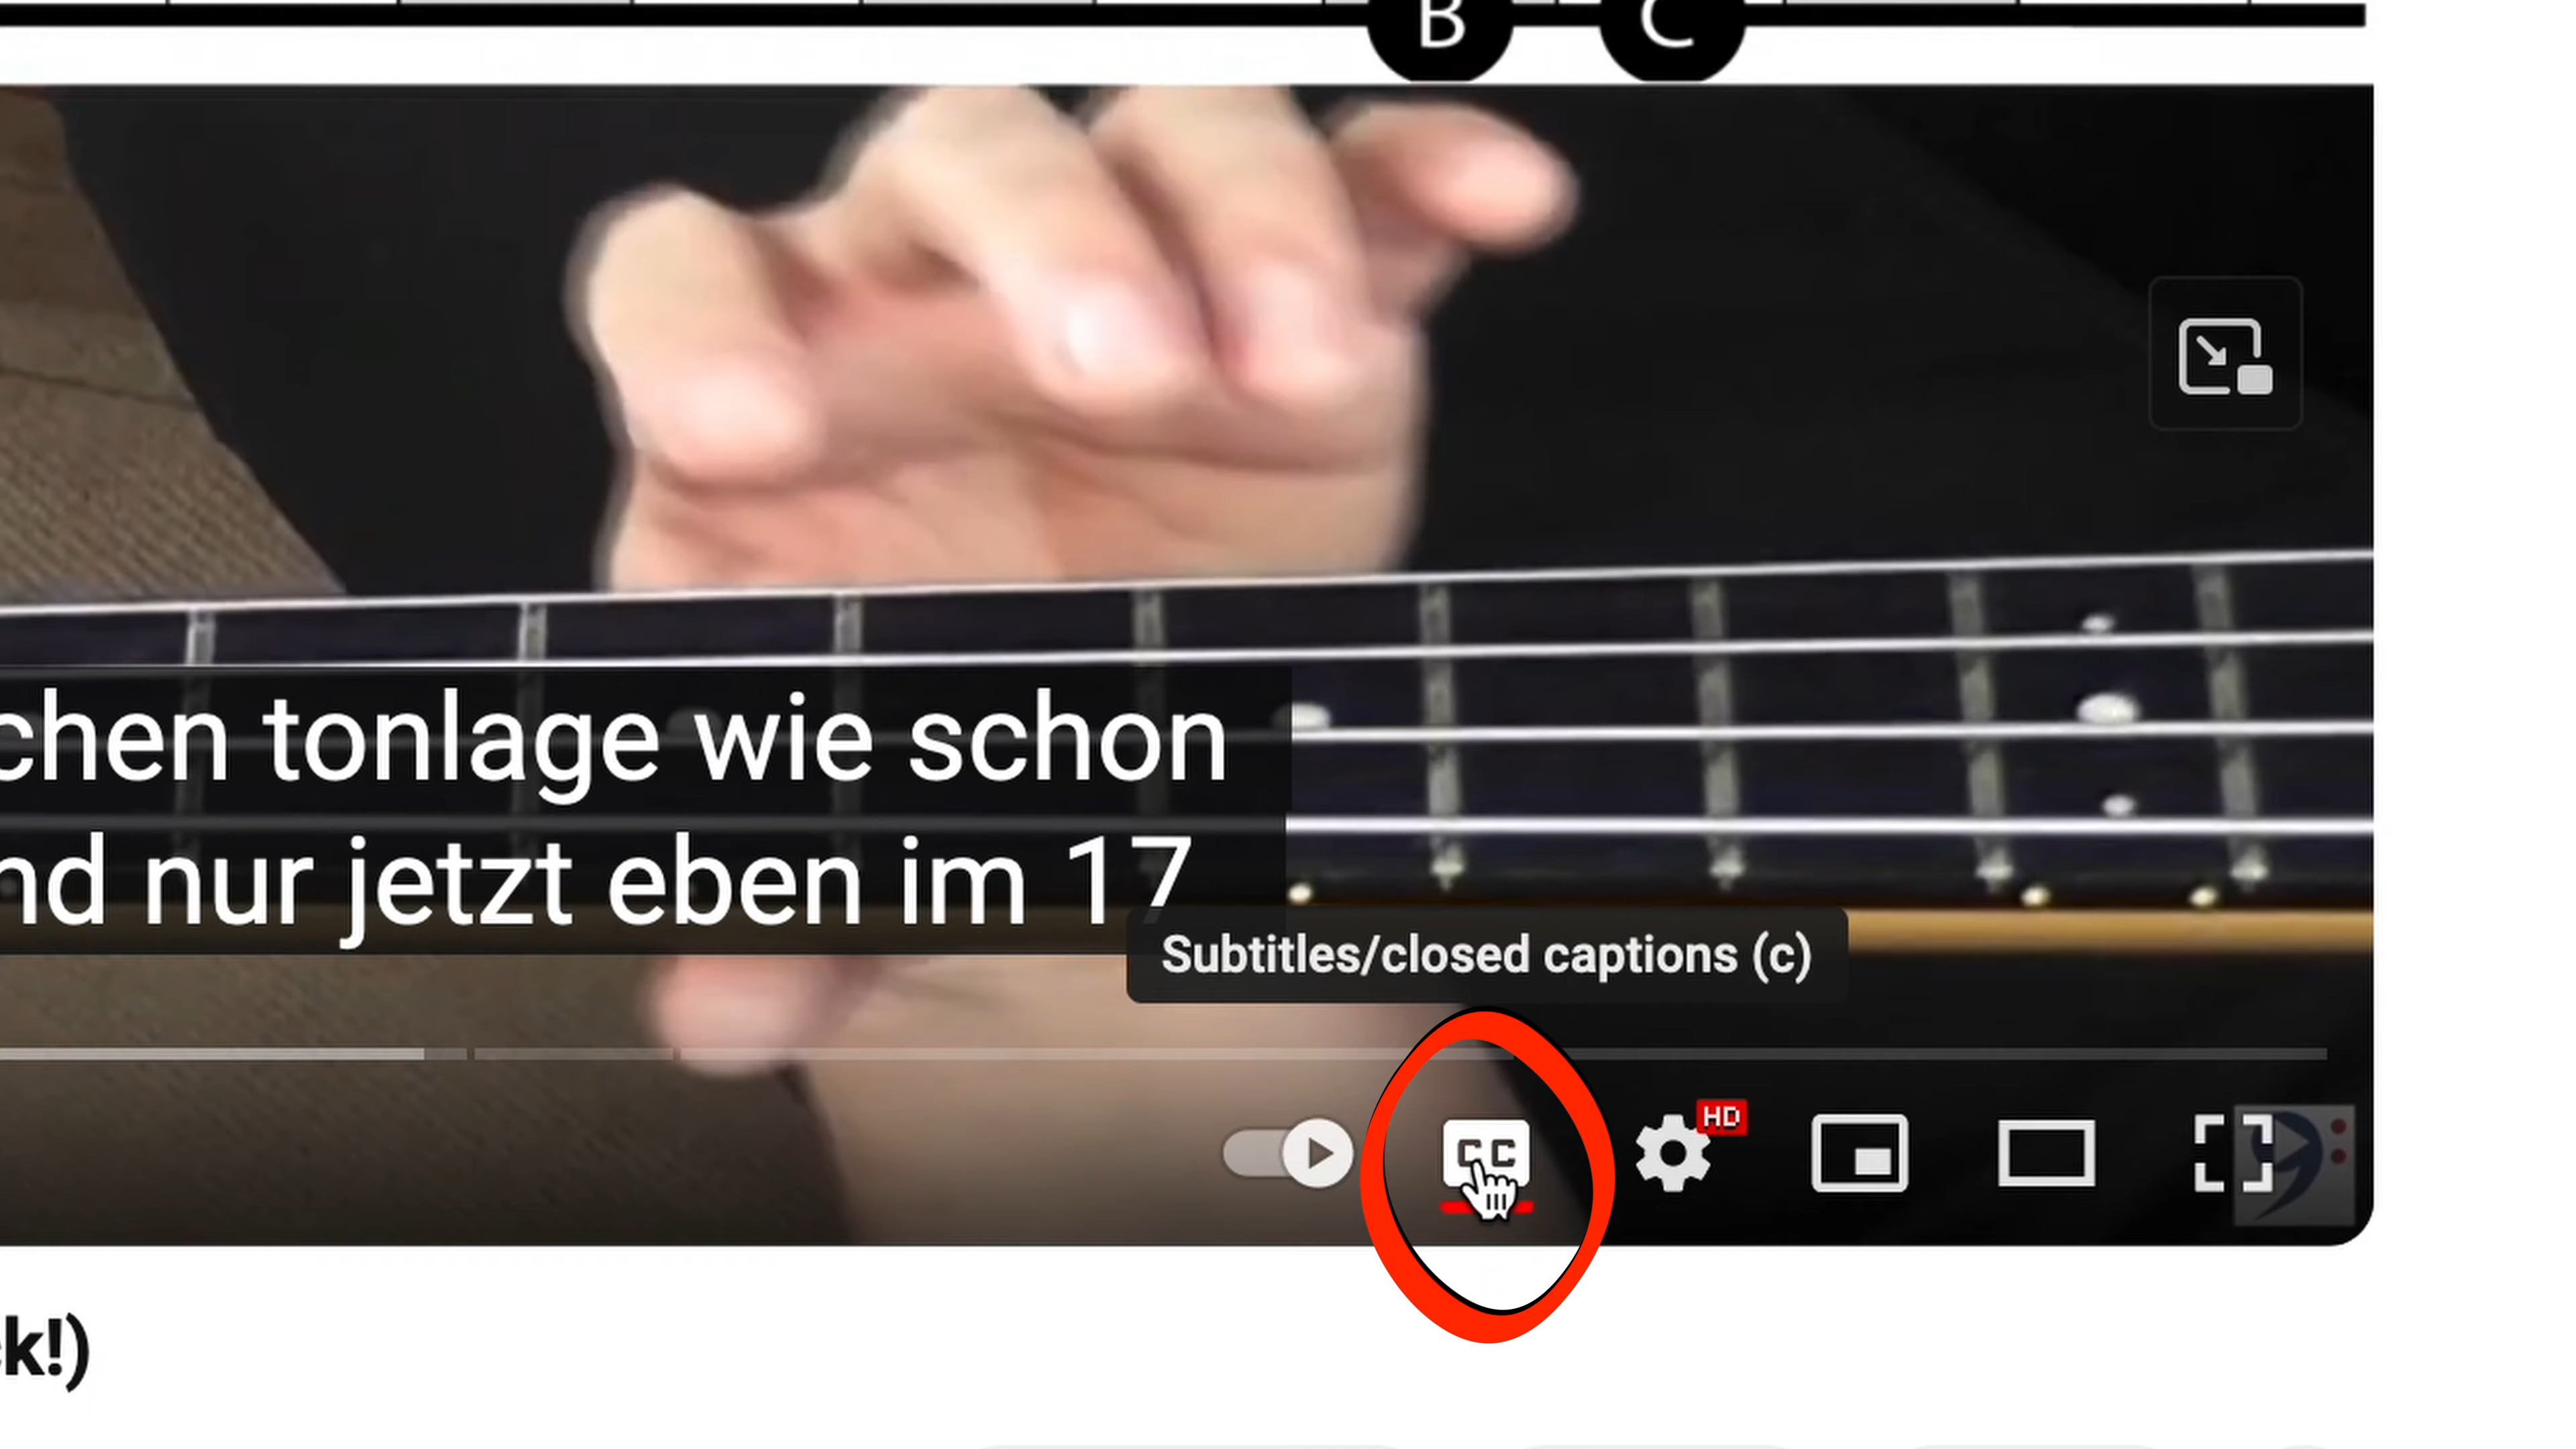 B C
chen tonlage wie schon
nd nur jetzt eben im 17
Subtitles/closed captions (c)
CC
HD
k!)